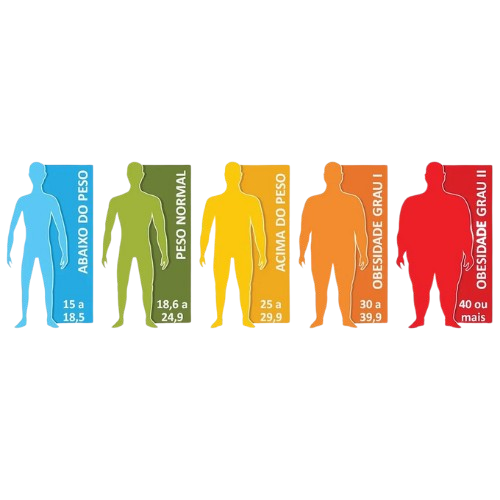 ABAIXO DO PESO
15 a
18,5
PESO NORMAL
18,6 a
24,9
ACIMA DO PESO
25 a
29,9
OBESIDADE GRAU I
30 a
39,9
OBESIDADE GRAU II
40 ou
mais